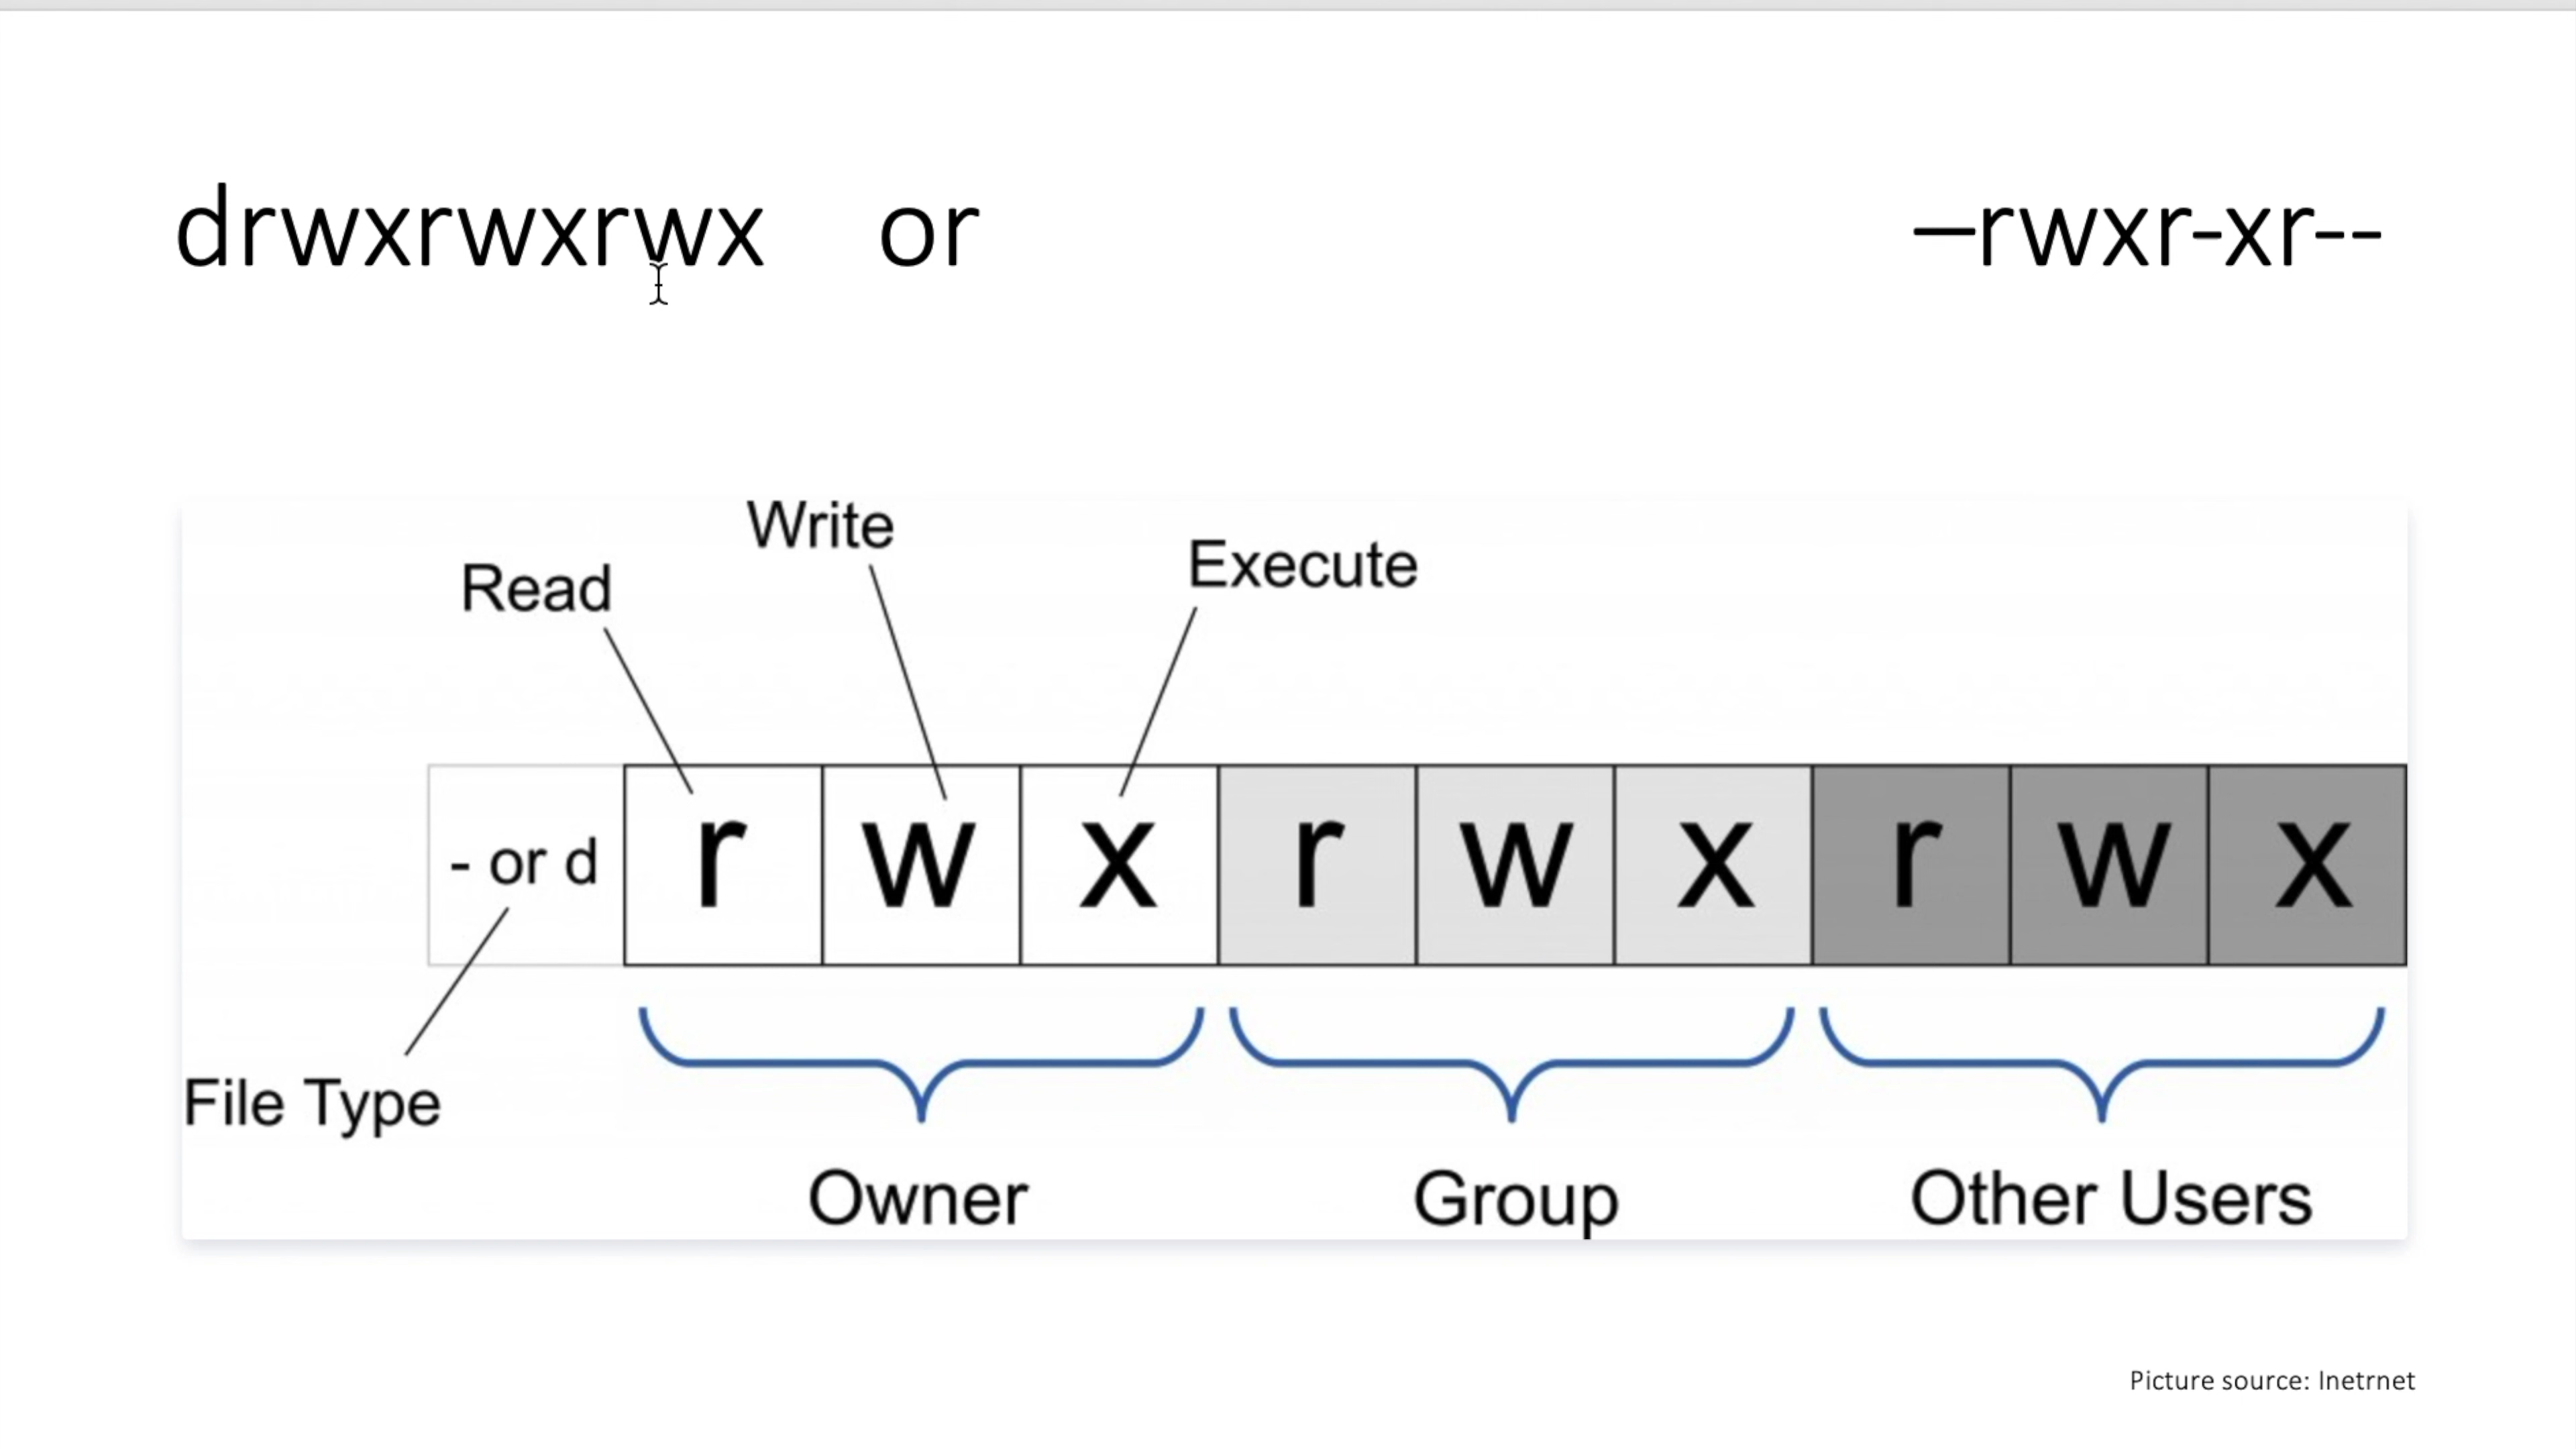 drwxrwxrwx or –rwxr-xr--
Write
Execute
Read
- or d r w x r w x r w x
File Type
Owner Group Other Users
Picture source: Inetrnet